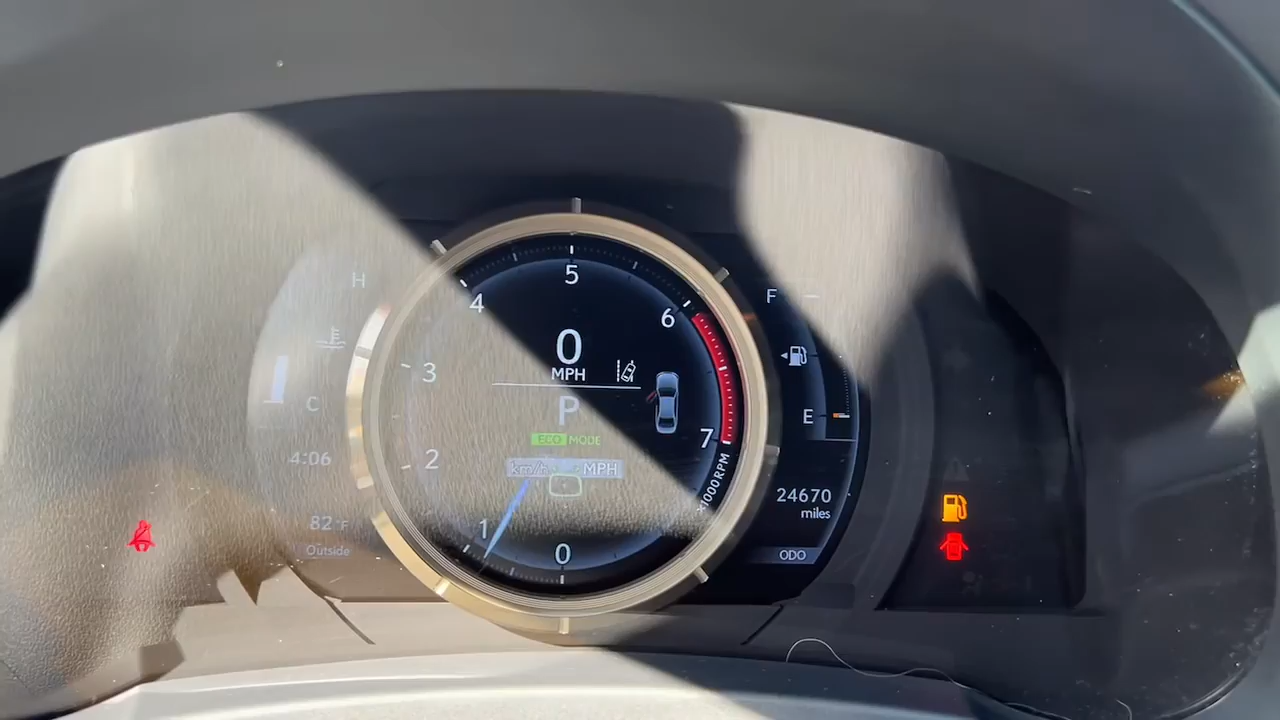 H
C
4:06
82°F
Outside
5
4
6
3
2
7
1
0
x1000RPM
0
MPH
P
ECO MODE
km/h MPH
F
E
24670
miles
ODO